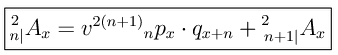 $^{2}_{n|}A_x = v^{2(n+1)}{}_{n}p_x \cdot q_{x+n} + {}^{2}_{n+1|}A_x$